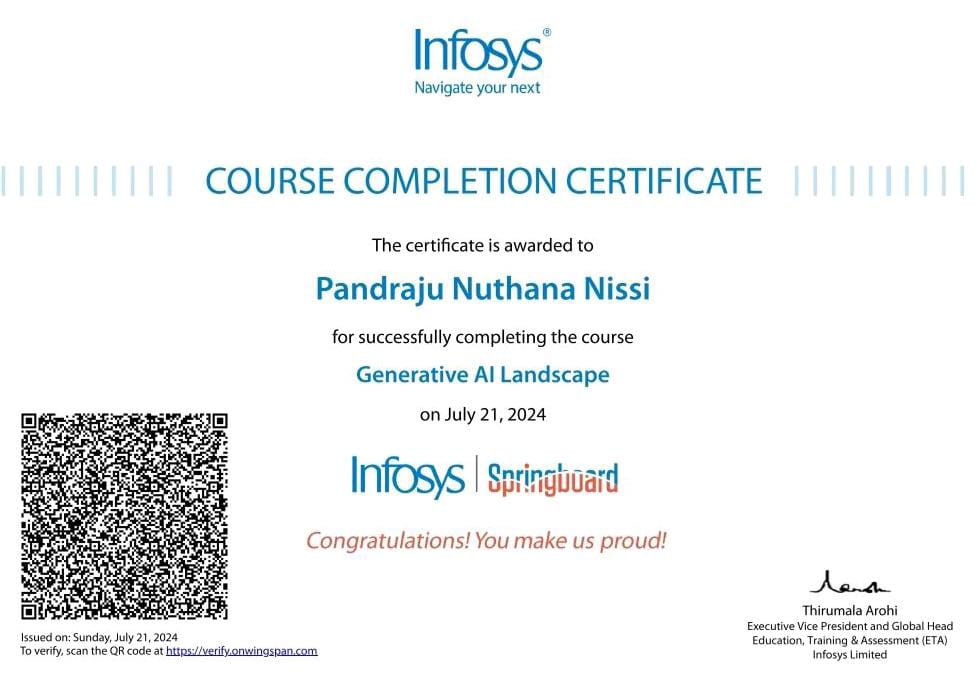 Infosys®
Navigate your next
COURSE COMPLETION CERTIFICATE
The certificate is awarded to
Pandraju Nuthana Nissi
for successfully completing the course
Generative AI Landscape
on July 21, 2024
Infosys | Springboard
Congratulations! You make us proud!
Issued on: Sunday, July 21, 2024
To verify, scan the QR code at https://verify.onwingspan.com
Thirumala Arohi
Executive Vice President and Global Head
Education, Training & Assessment (ETA)
Infosys Limited